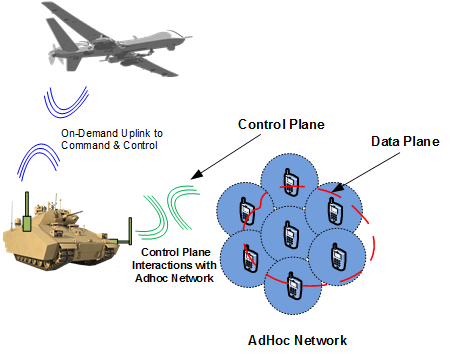 On-Demand Uplink to
Command & Control
Control Plane
Data Plane
Control Plane
Interactions with
Adhoc Network
AdHoc Network